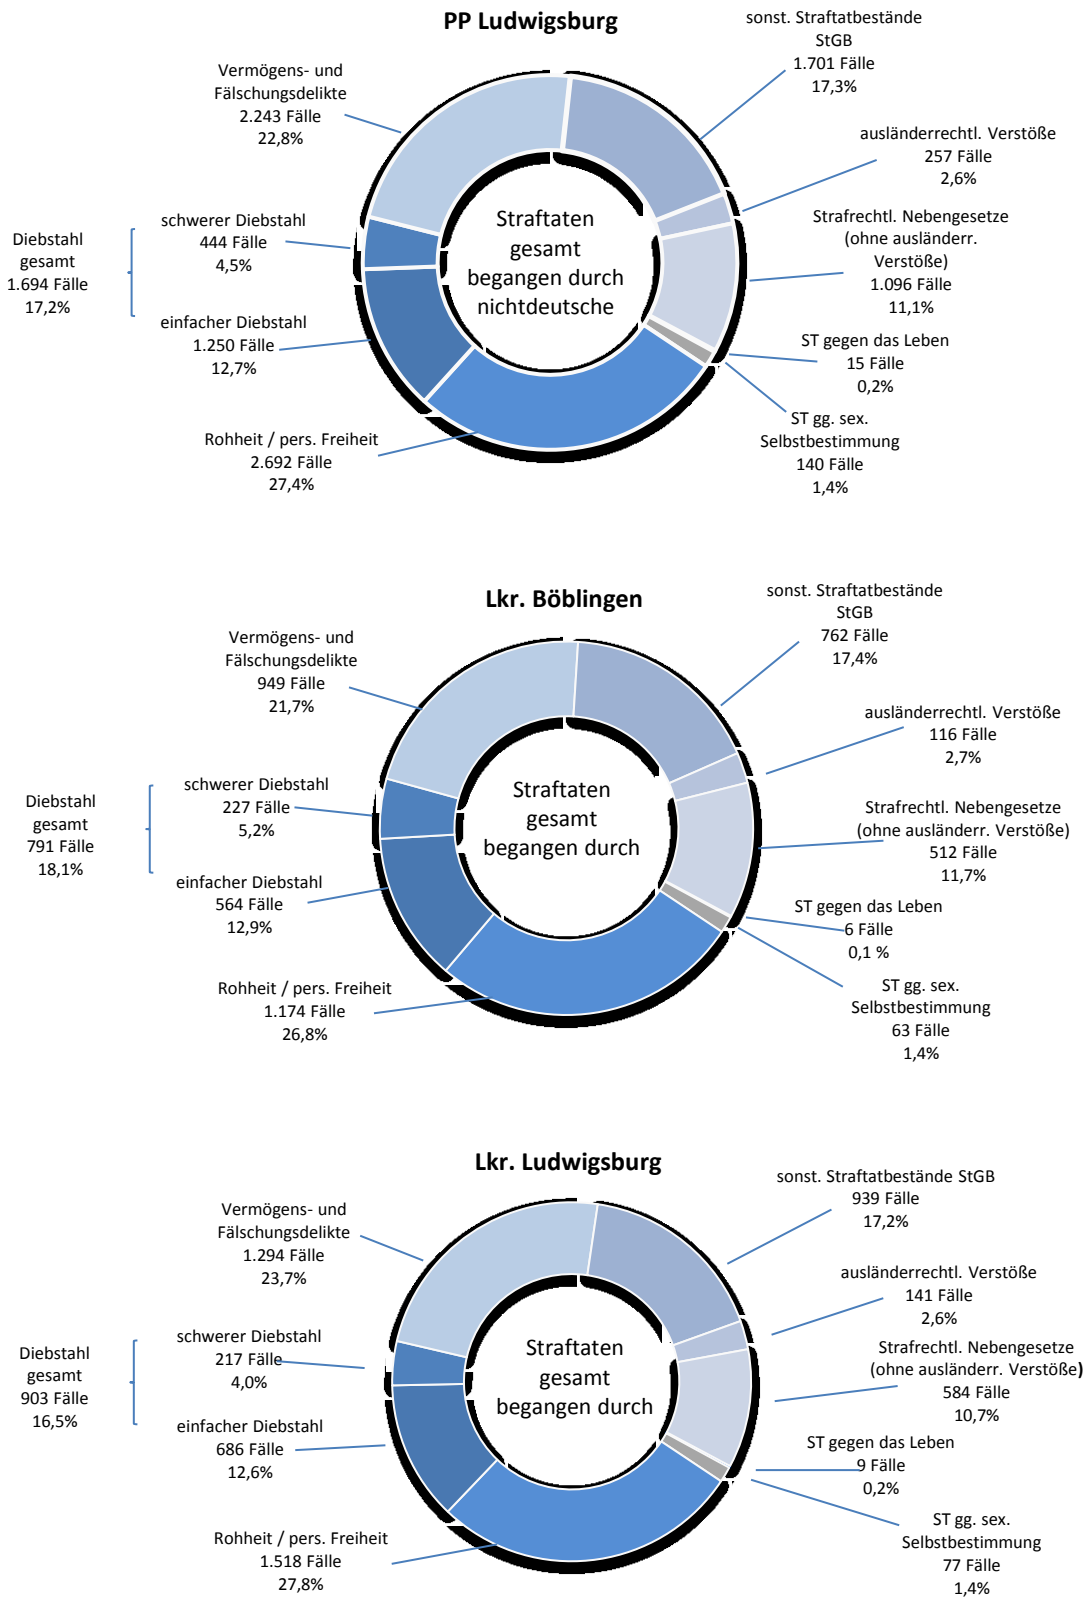 PP Ludwigsburg
sonst. Straftatbestände
StGB
1.701 Fälle
17,3%
Vermögens- und
Fälschungsdelikte
2.243 Fälle
22,8%
ausländerrechtl. Verstöße
257 Fälle
2,6%
schwerer Diebstahl
444 Fälle
4,5%
Diebstahl
gesamt
1.694 Fälle
17,2%
Straftaten
gesamt
begangen durch
nichtdeutsche
Strafrechtl. Nebengesetze
(ohne ausländerr.
Verstöße)
1.096 Fälle
11,1%
einfacher Diebstahl
1.250 Fälle
12,7%
ST gegen das Leben
15 Fälle
0,2%
Rohheit / pers. Freiheit
2.692 Fälle
27,4%
ST gg. sex.
Selbstbestimmung
140 Fälle
1,4%
Lkr. Böblingen
sonst. Straftatbestände
StGB
762 Fälle
17,4%
Vermögens- und
Fälschungsdelikte
949 Fälle
21,7%
ausländerrechtl. Verstöße
116 Fälle
2,7%
schwerer Diebstahl
227 Fälle
5,2%
Diebstahl
gesamt
791 Fälle
18,1%
Straftaten
gesamt
begangen durch
Strafrechtl. Nebengesetze
(ohne ausländerr. Verstöße)
512 Fälle
11,7%
einfacher Diebstahl
564 Fälle
12,9%
ST gegen das Leben
6 Fälle
0,1 %
Rohheit / pers. Freiheit
1.174 Fälle
26,8%
ST gg. sex.
Selbstbestimmung
63 Fälle
1,4%
Lkr. Ludwigsburg
sonst. Straftatbestände StGB
939 Fälle
17,2%
Vermögens- und
Fälschungsdelikte
1.294 Fälle
23,7%
ausländerrechtl. Verstöße
141 Fälle
2,6%
schwerer Diebstahl
217 Fälle
4,0%
Diebstahl
gesamt
903 Fälle
16,5%
Straftaten
gesamt
begangen durch
Strafrechtl. Nebengesetze
(ohne ausländerr. Verstöße)
584 Fälle
10,7%
einfacher Diebstahl
686 Fälle
12,6%
ST gegen das Leben
9 Fälle
0,2%
Rohheit / pers. Freiheit
1.518 Fälle
27,8%
ST gg. sex.
Selbstbestimmung
77 Fälle
1,4%